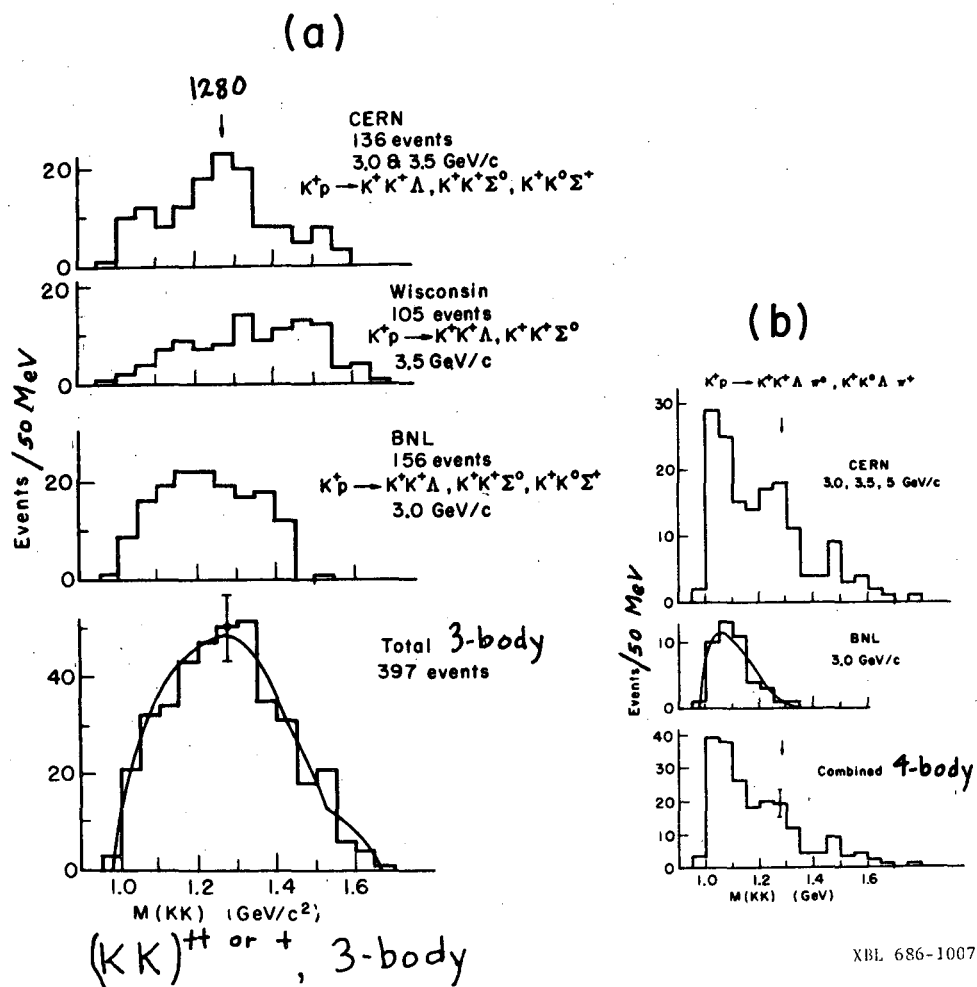 (a)
1280
CERN
136 events
3.0 & 3.5 GeV/c
K⁺p → K⁺K⁺Λ, K⁺K⁺Σ⁰, K⁺K⁰Σ⁺
20
0
Wisconsin
105 events
K⁺p → K⁺K⁺Λ, K⁺K⁺Σ⁰
3.5 GeV/c
20
0
BNL
156 events
K⁺p → K⁺K⁺Λ, K⁺K⁺Σ⁰, K⁺K⁰Σ⁺
3.0 GeV/c
20
0
Events/50 MeV
Total 3-body
397 events
40
20
0
1.0 1.2 1.4 1.6
M(KK) (GeV/c²)
(KK)⁺⁺ or ⁺, 3-body
(b)
K⁺p → K⁺K⁺Λ π⁰, K⁺K⁰Λ π⁺
30
20
10
0
CERN
3.0, 3.5, 5 GeV/c
BNL
3.0 GeV/c
10
0
Events/50 MeV
Combined 4-body
40
30
20
10
0
1.0 1.2 1.4 1.6
M(KK) (GeV)
XBL 686-1007